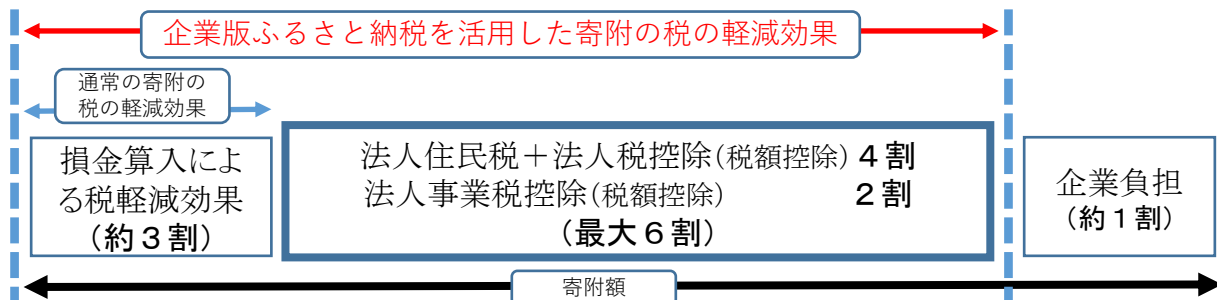 企業版ふるさと納税を活用した寄附の税の軽減効果
通常の寄附の
税の軽減効果
損金算入によ
る税軽減効果
（約３割）
法人住民税＋法人税控除(税額控除) ４割
法人事業税控除(税額控除) ２割
（最大６割）
企業負担
（約１割）
寄附額